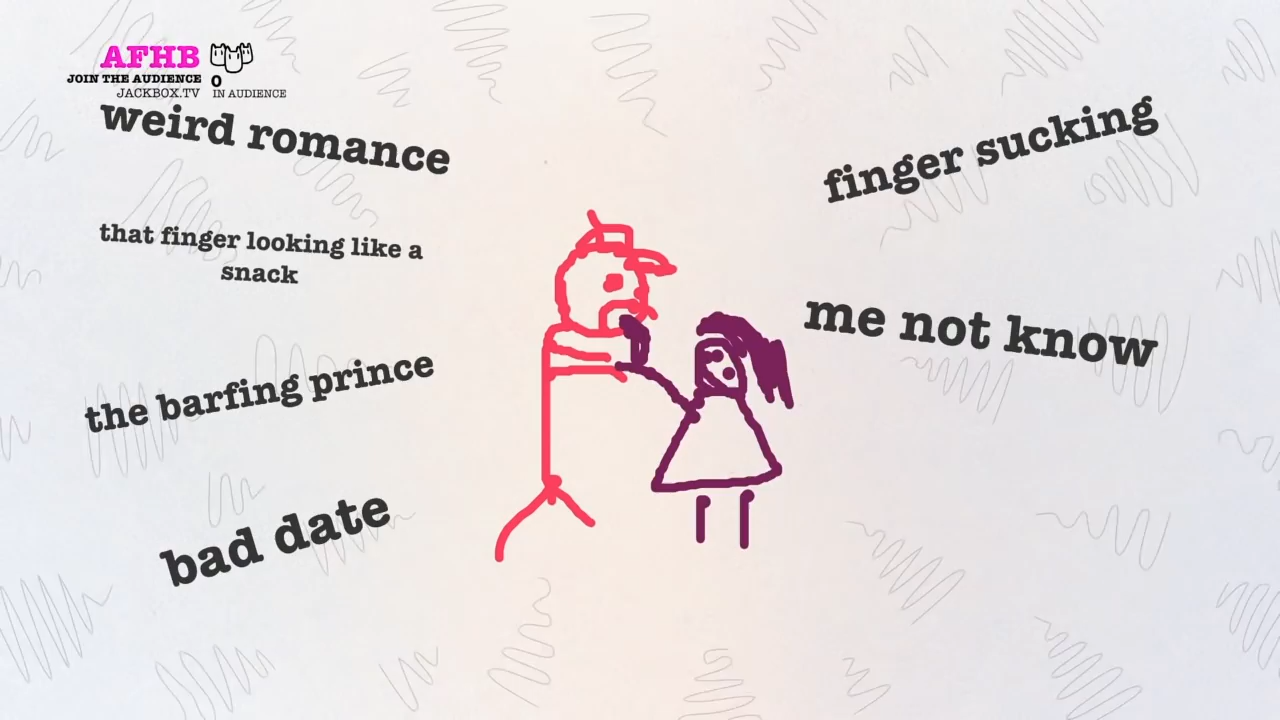 AFHB
JOIN THE AUDIENCE
JACKBOX.TV
0
IN AUDIENCE
weird romance
that finger looking like a
snack
the barfing prince
bad date
finger sucking
me not know